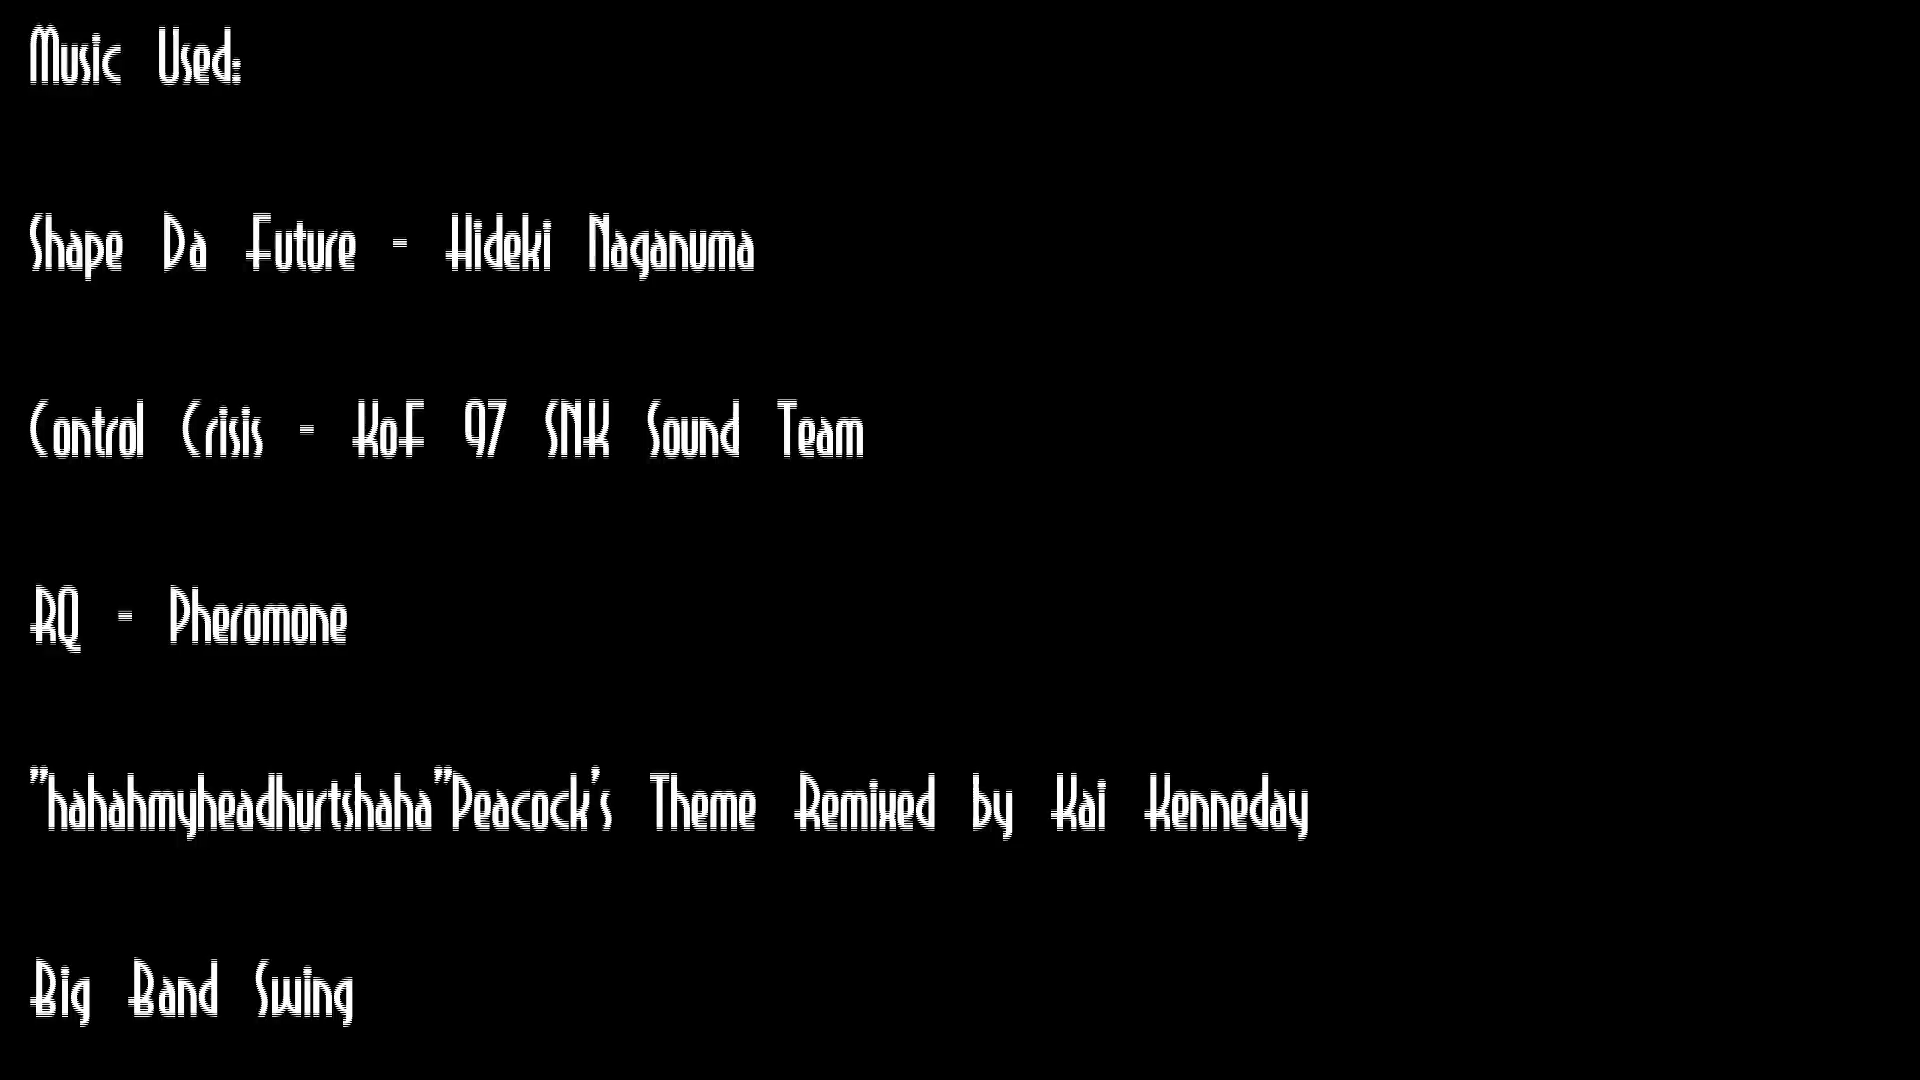 Music Used:
Shape Da Future - Hideki Naganuma
Control Crisis - KoF 97 SNK Sound Team
RQ - Pheromone
"hahahmyheadhurtshaha"Peacock's Theme Remixed by Kai Kenneday
Big Band Swing